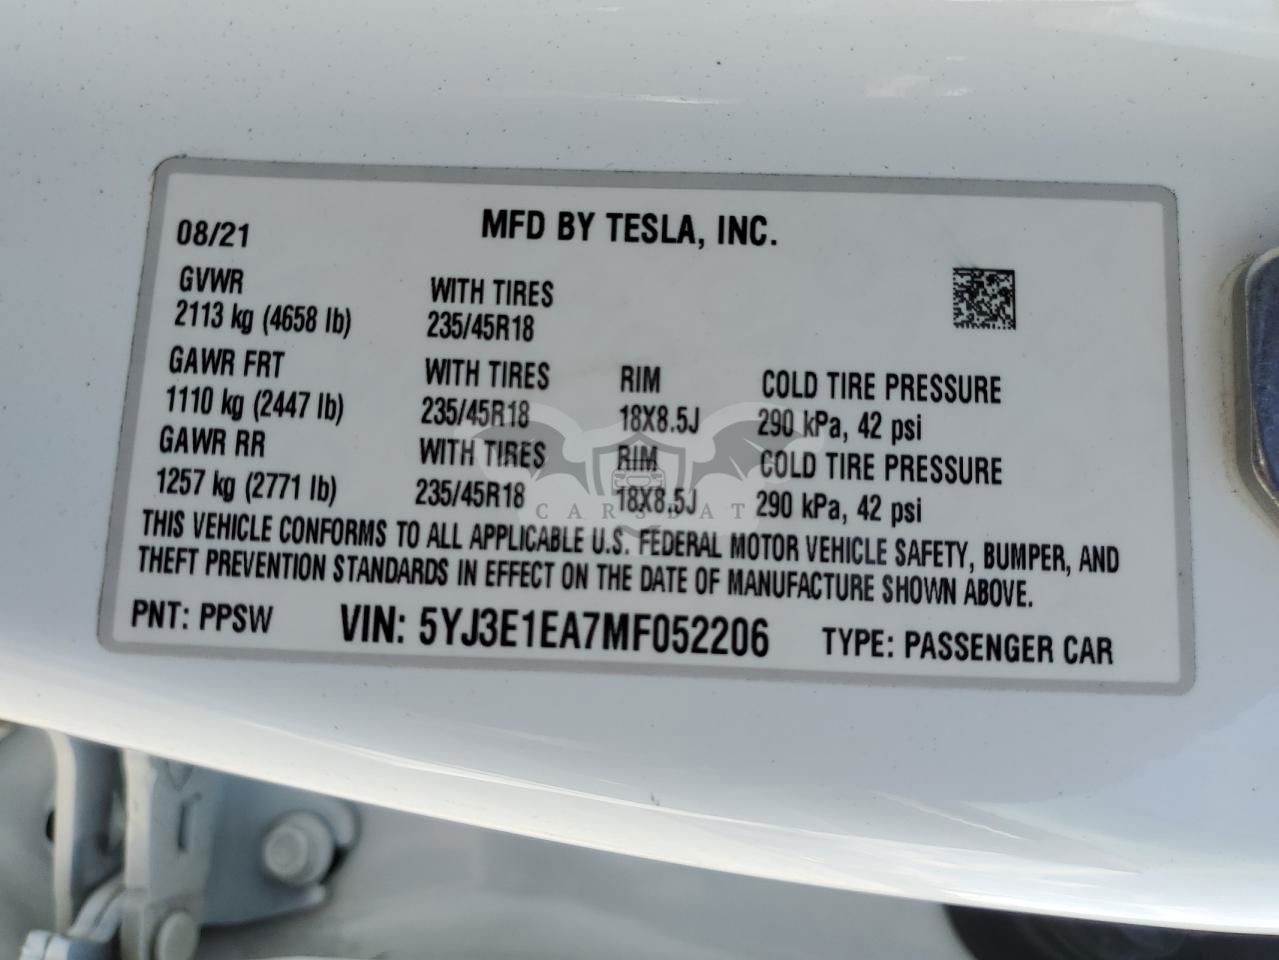 08/21 MFD BY TESLA, INC.
GVWR WITH TIRES
2113 kg (4658 lb) 235/45R18
GAWR FRT WITH TIRES RIM COLD TIRE PRESSURE
1110 kg (2447 lb) 235/45R18 18X8.5J 290 kPa, 42 psi
GAWR RR WITH TIRES RIM COLD TIRE PRESSURE
1257 kg (2771 lb) 235/45R18 18X8.5J 290 kPa, 42 psi
CARSBAT
THIS VEHICLE CONFORMS TO ALL APPLICABLE U.S. FEDERAL MOTOR VEHICLE SAFETY, BUMPER, AND
THEFT PREVENTION STANDARDS IN EFFECT ON THE DATE OF MANUFACTURE SHOWN ABOVE.
PNT: PPSW VIN: 5YJ3E1EA7MF052206 TYPE: PASSENGER CAR